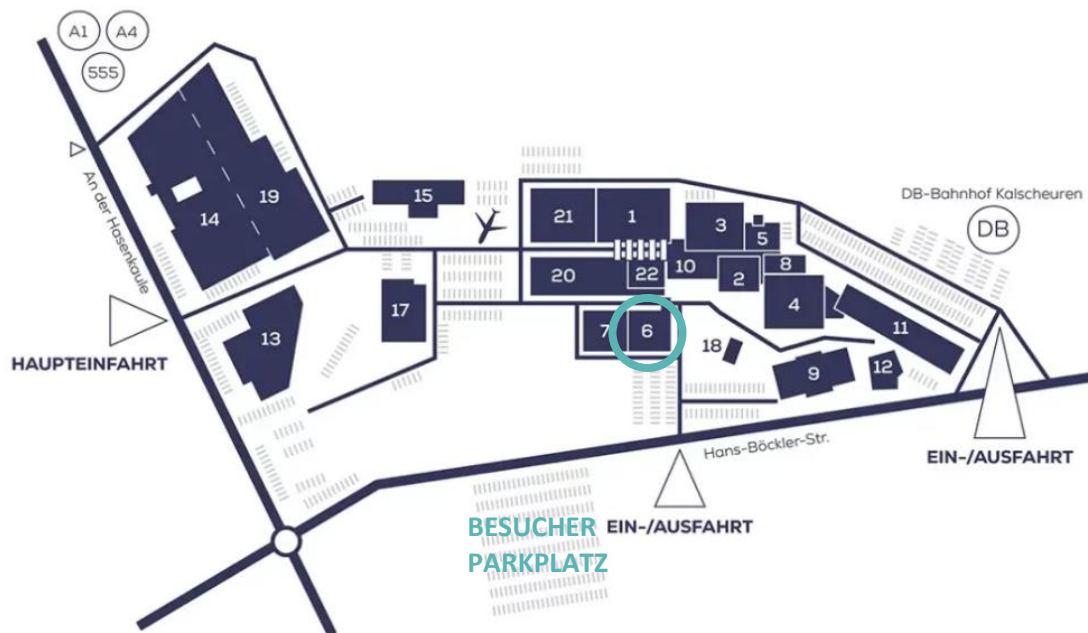 A1
A4
555
An der Hasenkaule
HAUPTEINFAHRT
14
19
15
13
17
21
1
20
22
10
3
5
2
8
4
11
7
6
18
9
12
DB-Bahnhof Kalscheuren
DB
Hans-Böckler-Str.
EIN-/AUSFAHRT
EIN-/AUSFAHRT
BESUCHER
PARKPLATZ